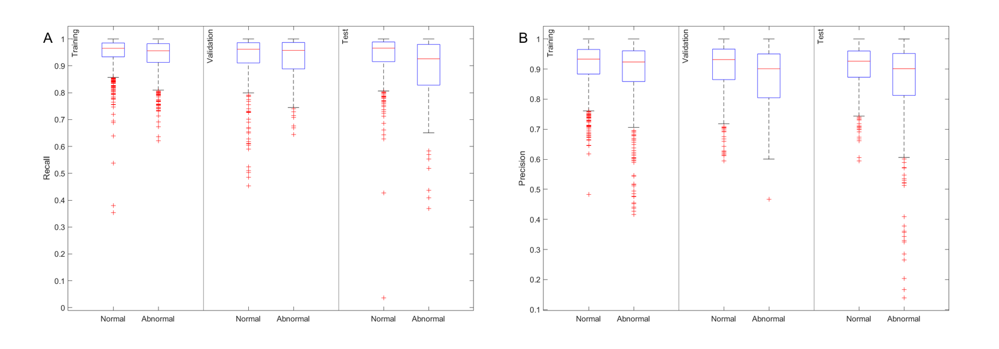 A
Training
Validation
Test
1
0.9
0.8
0.7
0.6
0.5
0.4
0.3
0.2
0.1
0
Recall
Normal Abnormal Normal Abnormal Normal Abnormal
B
Training
Validation
Test
1
0.9
0.8
0.7
0.6
0.5
0.4
0.3
0.2
0.1
Precision
Normal Abnormal Normal Abnormal Normal Abnormal